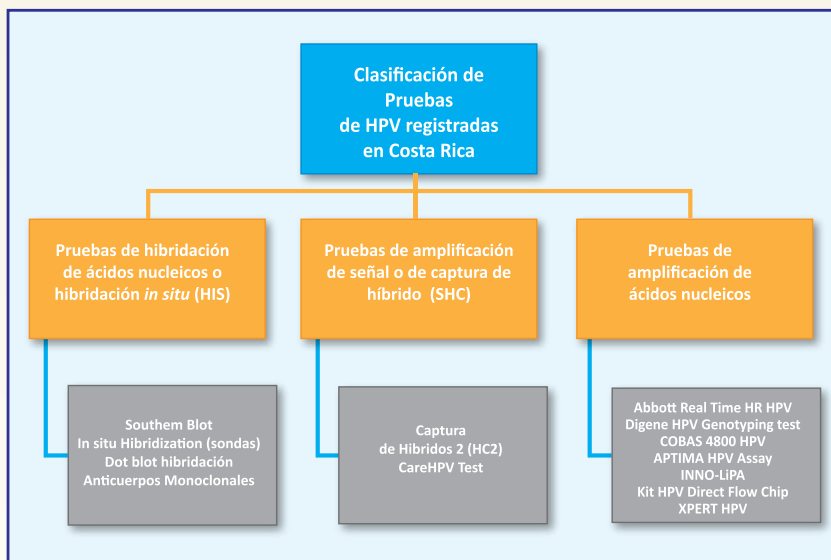 Clasificación de
Pruebas
de HPV registradas
en Costa Rica
Pruebas de hibridación
de ácidos nucleicos o
hibridación in situ (HIS)
Pruebas de amplificación
de señal o de captura de
híbrido (SHC)
Pruebas de
amplificación de
ácidos nucleicos
Southem Blot
In situ Hibridization (sondas)
Dot blot hibridación
Anticuerpos Monoclonales
Captura
de Hibridos 2 (HC2)
CareHPV Test
Abbott Real Time HR HPV
Digene HPV Genotyping test
COBAS 4800 HPV
APTIMA HPV Assay
INNO-LiPA
Kit HPV Direct Flow Chip
XPERT HPV